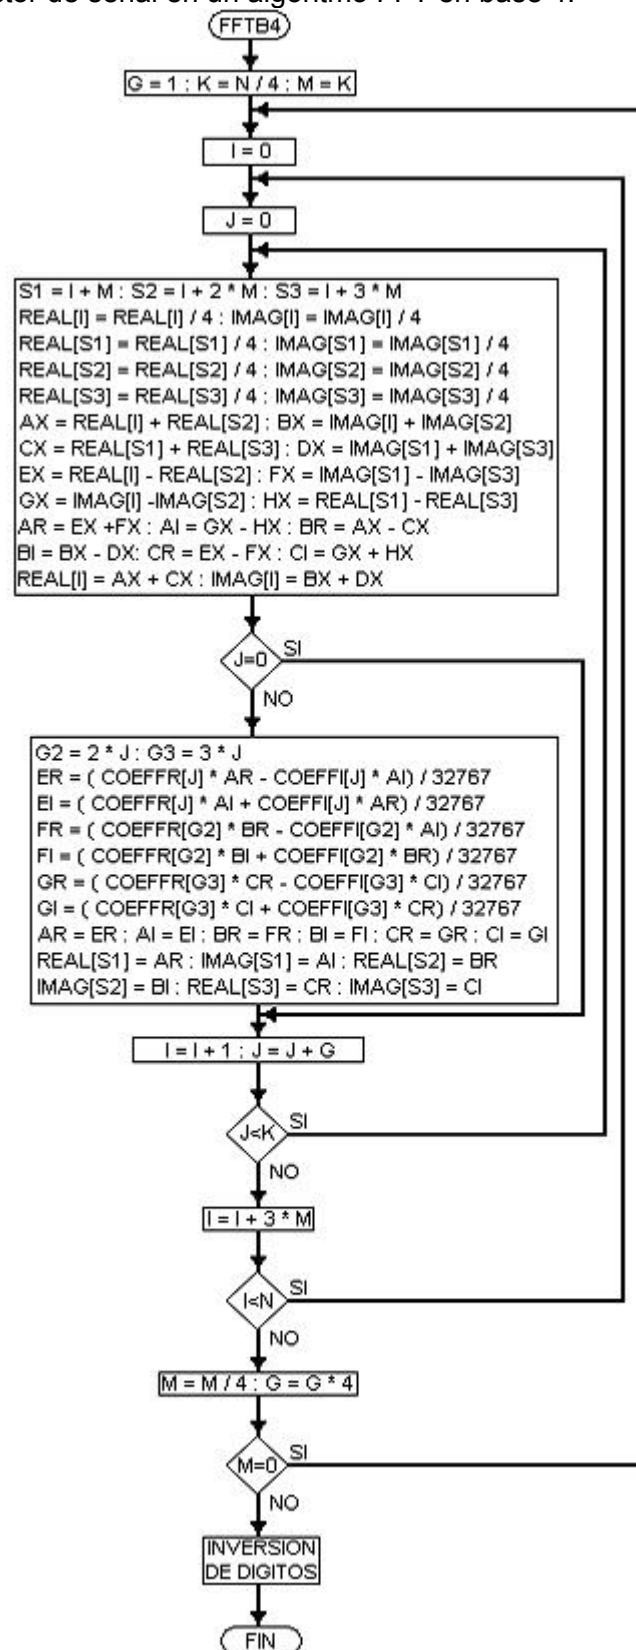 FFTB4
G = 1 : K = N / 4 : M = K
I = 0
J = 0
S1 = I + M : S2 = I + 2 * M : S3 = I + 3 * M
REAL[I] = REAL[I] / 4 : IMAG[I] = IMAG[I] / 4
REAL[S1] = REAL[S1] / 4 : IMAG[S1] = IMAG[S1] / 4
REAL[S2] = REAL[S2] / 4 : IMAG[S2] = IMAG[S2] / 4
REAL[S3] = REAL[S3] / 4 : IMAG[S3] = IMAG[S3] / 4
AX = REAL[I] + REAL[S2] : BX = IMAG[I] + IMAG[S2]
CX = REAL[S1] + REAL[S3] : DX = IMAG[S1] + IMAG[S3]
EX = REAL[I] - REAL[S2] : FX = IMAG[S1] - IMAG[S3]
GX = IMAG[I] -IMAG[S2] : HX = REAL[S1] - REAL[S3]
AR = EX +FX : AI = GX - HX : BR = AX - CX
BI = BX - DX: CR = EX - FX : CI = GX + HX
REAL[I] = AX + CX : IMAG[I] = BX + DX
J=0
SI
NO
G2 = 2 * J : G3 = 3 * J
ER = ( COEFFR[J] * AR - COEFFI[J] * AI) / 32767
EI = ( COEFFR[J] * AI + COEFFI[J] * AR) / 32767
FR = ( COEFFR[G2] * BR - COEFFI[G2] * AI) / 32767
FI = ( COEFFR[G2] * BI + COEFFI[G2] * BR) / 32767
GR = ( COEFFR[G3] * CR - COEFFI[G3] * CI) / 32767
GI = ( COEFFR[G3] * CI + COEFFI[G3] * CR) / 32767
AR = ER : AI = EI : BR = FR : BI = FI : CR = GR : CI = GI
REAL[S1] = AR : IMAG[S1] = AI : REAL[S2] = BR
IMAG[S2] = BI : REAL[S3] = CR : IMAG[S3] = CI
I = I + 1 : J = J + G
J<K
SI
NO
I = I + 3 * M
I<N
SI
NO
M = M / 4 : G = G * 4
M=0
SI
NO
INVERSION
DE DIGITOS
FIN